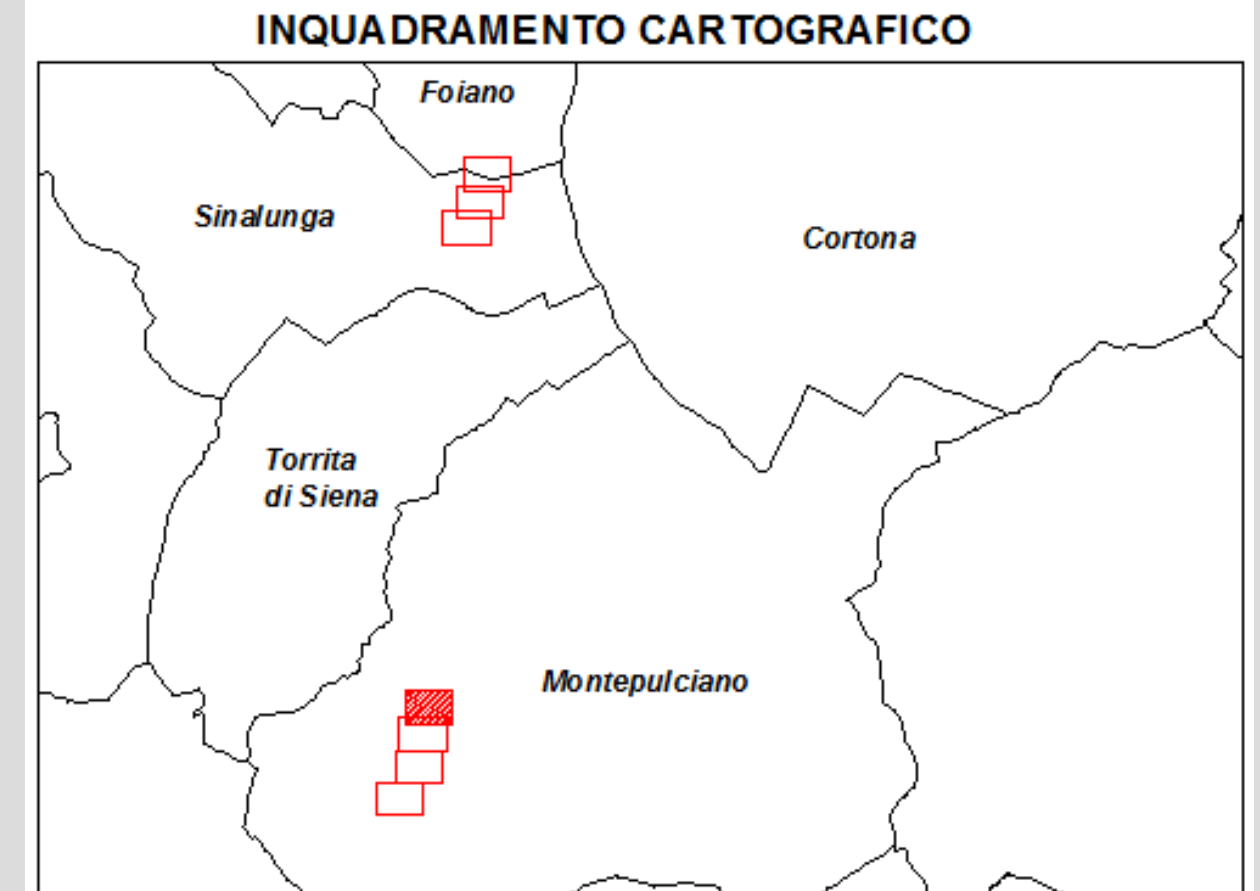 INQUADRAMENTO CARTOGRAFICO
Foiano
Sinalunga
Cortona
Torrita
di Siena
Montepulciano